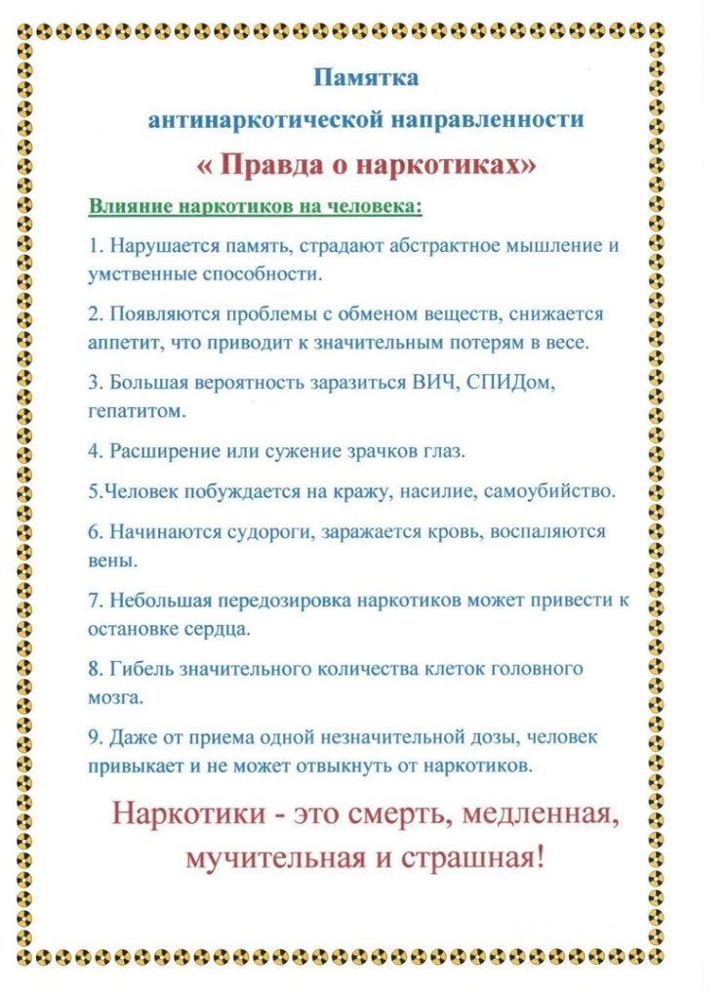 Памятка
антинаркотической направленности
« Правда о наркотиках»
Влияние наркотиков на человека:
1. Нарушается память, страдают абстрактное мышление и
умственные способности.
2. Появляются проблемы с обменом веществ, снижается
аппетит, что приводит к значительным потерям в весе.
3. Большая вероятность заразиться ВИЧ, СПИДом,
гепатитом.
4. Расширение или сужение зрачков глаз.
5.Человек побуждается на кражу, насилие, самоубийство.
6. Начинаются судороги, заражается кровь, воспаляются
вены.
7. Небольшая передозировка наркотиков может привести к
остановке сердца.
8. Гибель значительного количества клеток головного
мозга.
9. Даже от приема одной незначительной дозы, человек
привыкает и не может отвыкнуть от наркотиков.
Наркотики - это смерть, медленная,
мучительная и страшная!